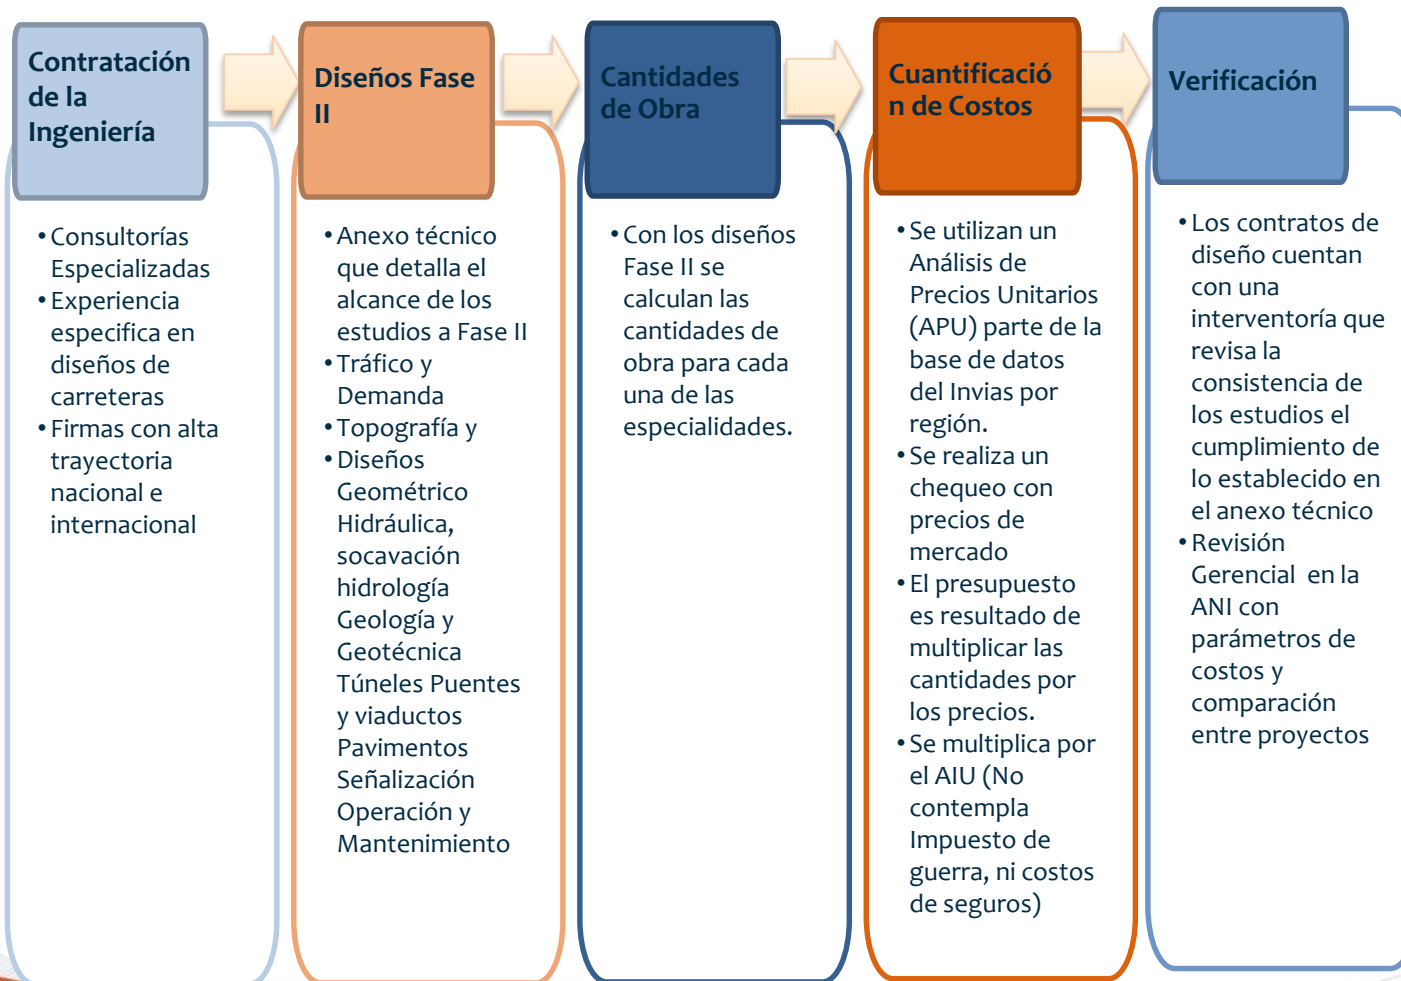 Contratación
de la
Ingeniería
• Consultorías
Especializadas
• Experiencia
especifica en
diseños de
carreteras
• Firmas con alta
trayectoria
nacional e
internacional
Diseños Fase
II
• Anexo técnico
que detalla el
alcance de los
estudios a Fase II
• Tráfico y
Demanda
• Topografía y
• Diseños
Geométrico
Hidráulica,
socavación
hidrología
Geología y
Geotécnica
Túneles Puentes
y viaductos
Pavimentos
Señalización
Operación y
Mantenimiento
Cantidades
de Obra
• Con los diseños
Fase II se
calculan las
cantidades de
obra para cada
una de las
especialidades.
Cuantificació
n de Costos
• Se utilizan un
Análisis de
Precios Unitarios
(APU) parte de la
base de datos
del Invias por
región.
• Se realiza un
chequeo con
precios de
mercado
• El presupuesto
es resultado de
multiplicar las
cantidades por
los precios.
• Se multiplica por
el AIU (No
contempla
Impuesto de
guerra, ni costos
de seguros)
Verificación
• Los contratos de
diseño cuentan
con una
interventoría que
revisa la
consistencia de
los estudios el
cumplimiento de
lo establecido en
el anexo técnico
• Revisión
Gerencial  en la
ANI con
parámetros de
costos y
comparación
entre proyectos